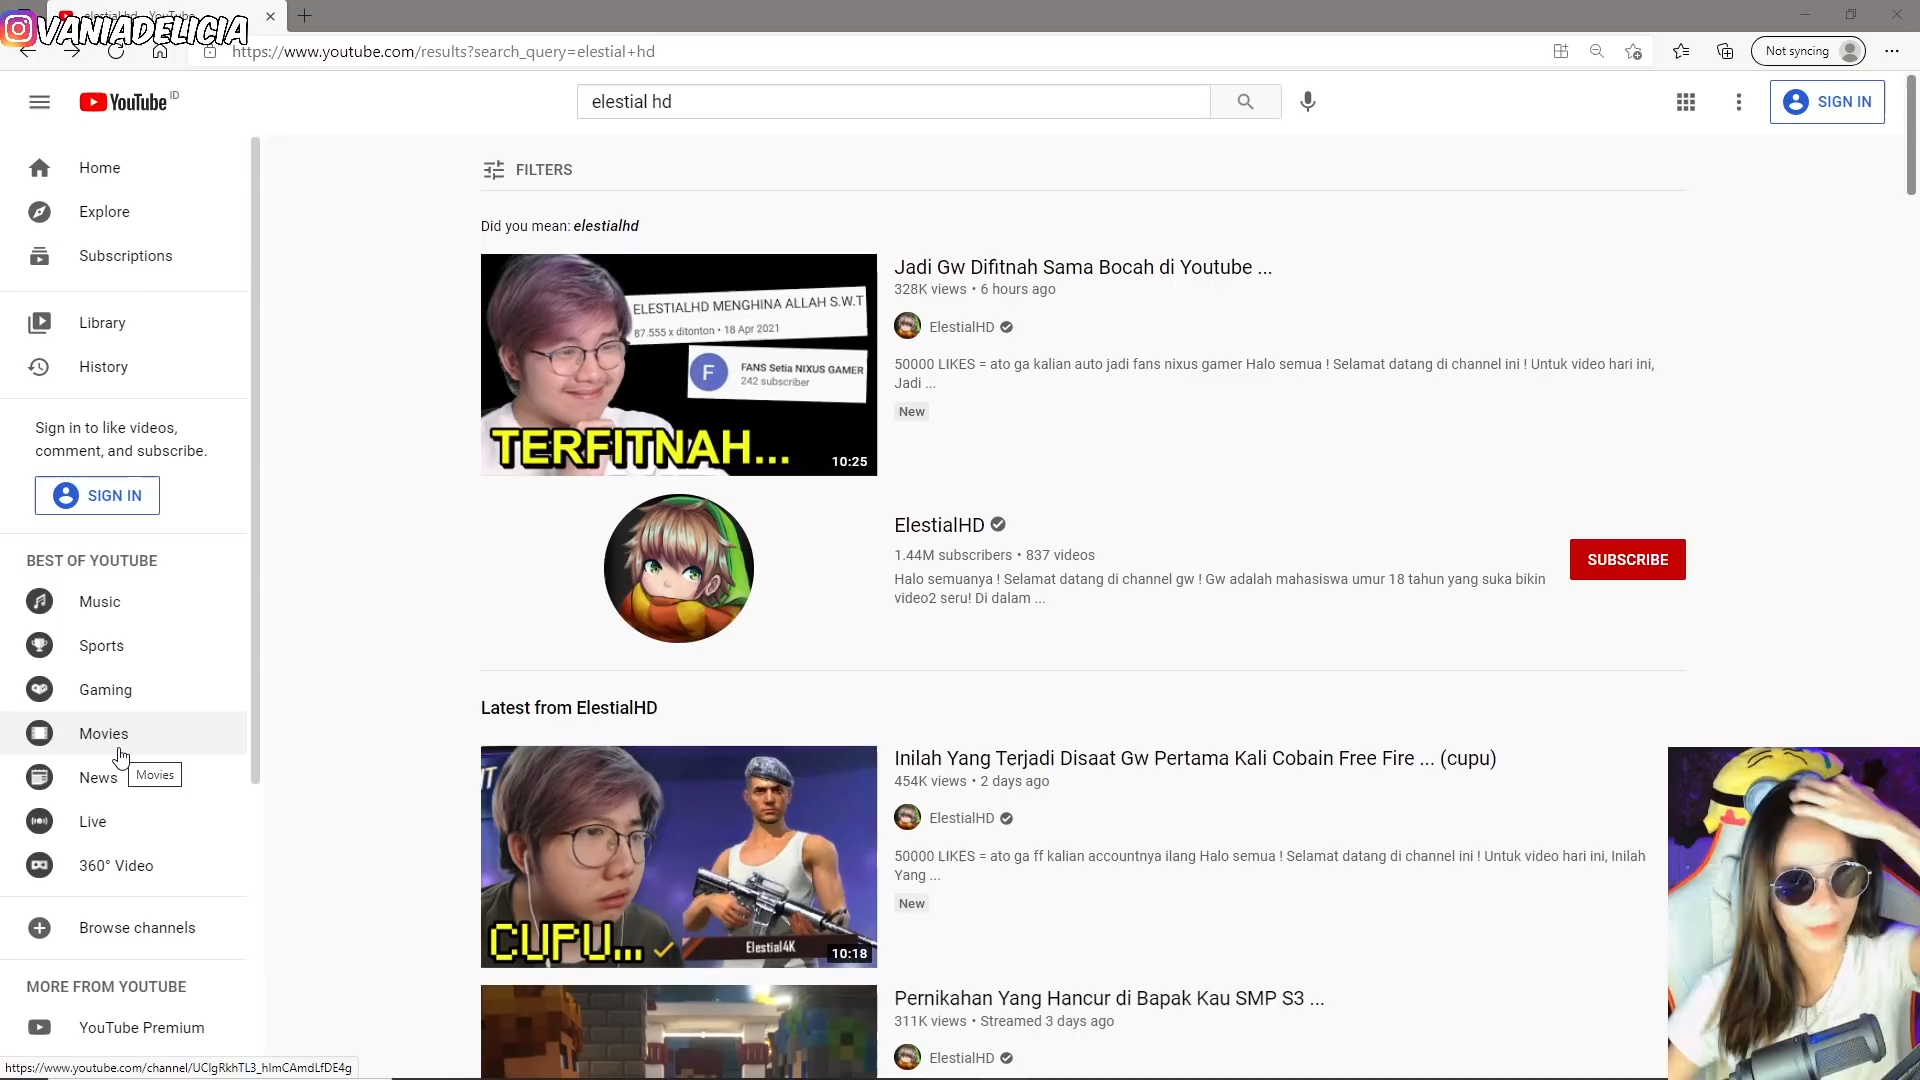 VANIADELICIA
https://www.youtube.com/results?search_query=elestial+hd
Not syncing
YouTube ID
elestial hd
SIGN IN
Home
Explore
Subscriptions
Library
History
Sign in to like videos,
comment, and subscribe.
SIGN IN
BEST OF YOUTUBE
Music
Sports
Gaming
Movies
Movies
News
Live
360° Video
Browse channels
MORE FROM YOUTUBE
YouTube Premium
https://www.youtube.com/channel/UClgRkhTL3_hImCAmdLfDE4g
FILTERS
Did you mean: elestialhd
ELESTIALHD MENGHINA ALLAH S.W.T
87.555 x ditonton • 18 Apr 2021
F
FANS Setia NIXUS GAMER
242 subscriber
TERFITNAH...
10:25
Jadi Gw Difitnah Sama Bocah di Youtube ...
328K views • 6 hours ago
ElestialHD
50000 LIKES = ato ga kalian auto jadi fans nixus gamer Halo semua ! Selamat datang di channel ini ! Untuk video hari ini,
Jadi ...
New
ElestialHD
1.44M subscribers • 837 videos
Halo semuanya ! Selamat datang di channel gw ! Gw adalah mahasiswa umur 18 tahun yang suka bikin
video2 seru! Di dalam ...
SUBSCRIBE
Latest from ElestialHD
CUPU...
Elestial4K
10:18
Inilah Yang Terjadi Disaat Gw Pertama Kali Cobain Free Fire ... (cupu)
454K views • 2 days ago
ElestialHD
50000 LIKES = ato ga ff kalian accountnya ilang Halo semua ! Selamat datang di channel ini ! Untuk video hari ini, Inilah
Yang ...
New
Pernikahan Yang Hancur di Bapak Kau SMP S3 ...
311K views • Streamed 3 days ago
ElestialHD